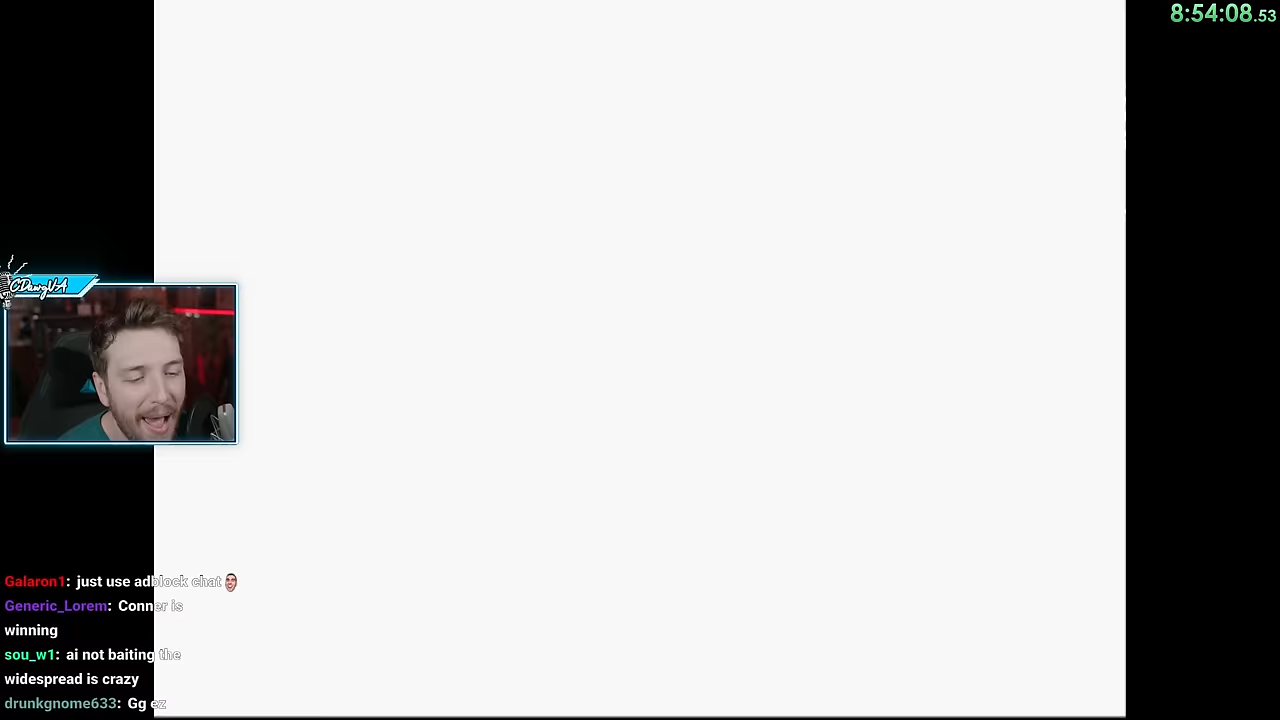 8:54:08.53
CDawgVA
Galaron1: just use adblock chat
Generic_Lorem: Conner is
winning
sou_w1: ai not baiting the
widespread is crazy
drunkgnome633: Gg ez